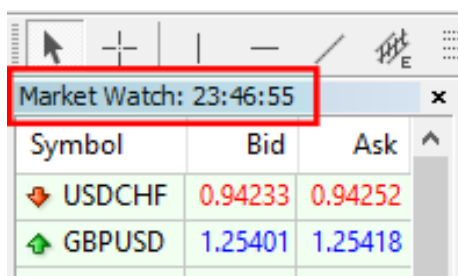 E
Market Watch: 23:46:55
Symbol Bid Ask
USDCHF 0.94233 0.94252
GBPUSD 1.25401 1.25418